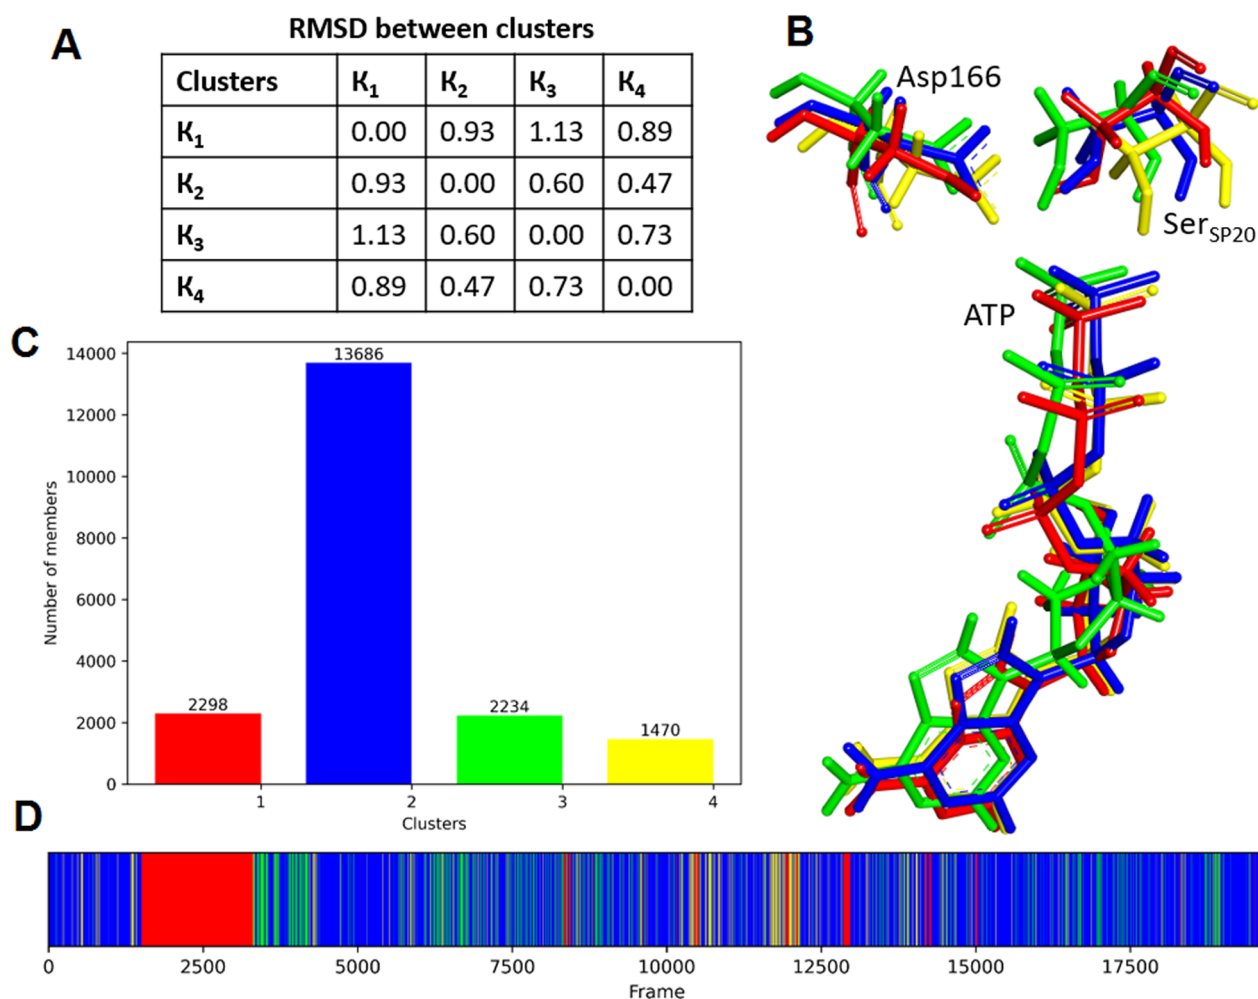 A
RMSD between clusters
Clusters K₁ K₂ K₃ K₄
K₁ 0.00 0.93 1.13 0.89
K₂ 0.93 0.00 0.60 0.47
K₃ 1.13 0.60 0.00 0.73
K₄ 0.89 0.47 0.73 0.00
B
Asp166
Ser_SP20
ATP
C
14000
12000
10000
8000
6000
4000
2000
0
Number of members
2298
13686
2234
1470
1 2 3 4
Clusters
D
0 2500 5000 7500 10000 12500 15000 17500
Frame